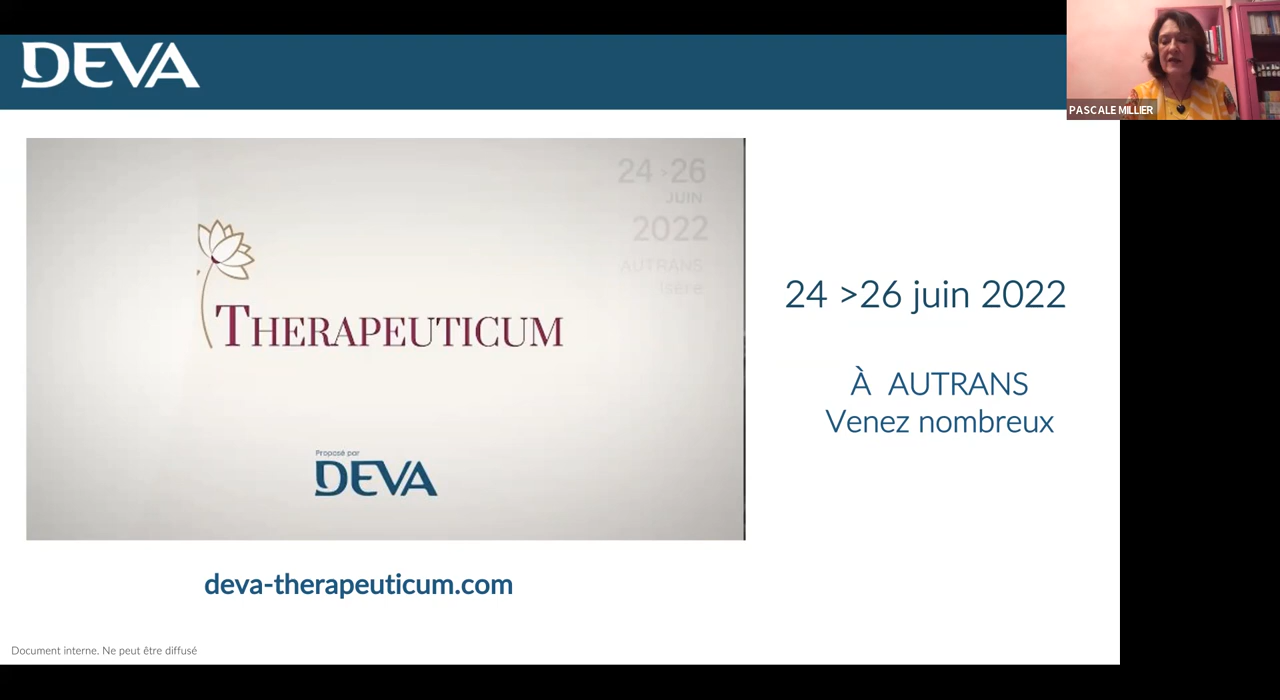 DEVA
PASCALE MILLIER
24 >26
JUIN
2022
AUTRANS
Isère
THERAPEUTICUM
Proposé par
DEVA
24 >26 juin 2022
À AUTRANS
Venez nombreux
deva-therapeuticum.com
Document interne. Ne peut être diffusé